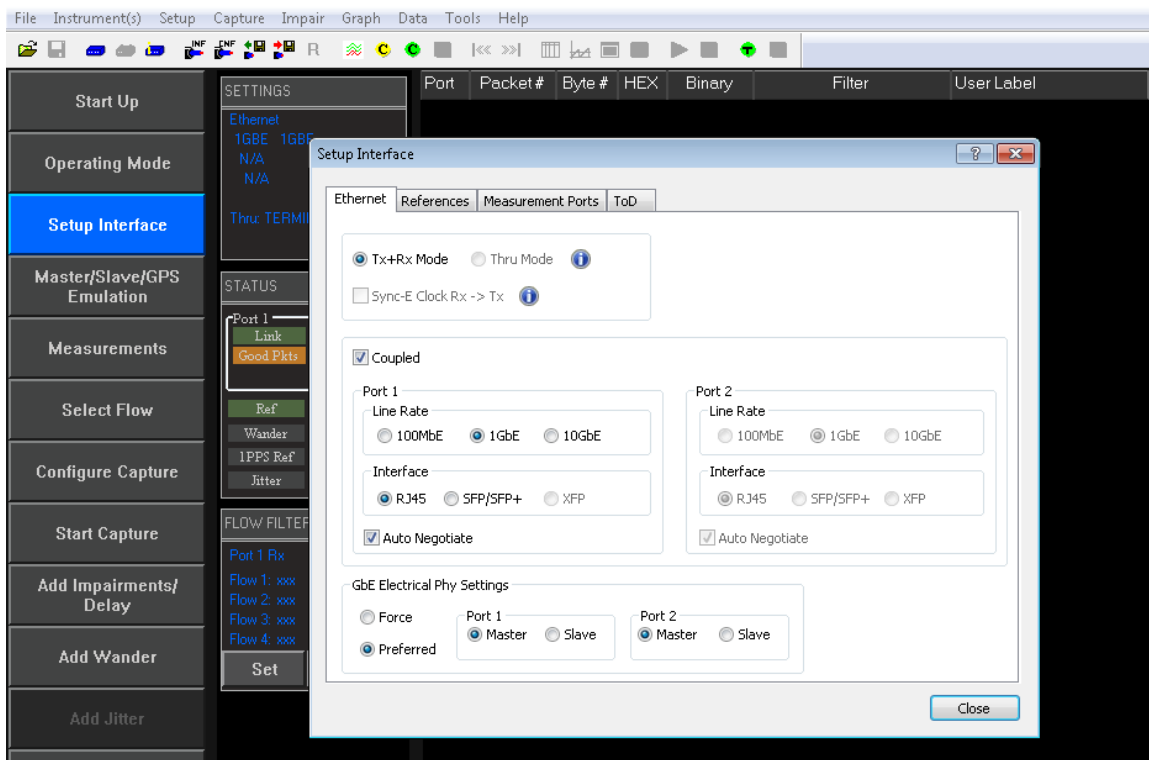 File Instrument(s) Setup Capture Impair Graph Data Tools Help
INF INF R C C T
Start Up
Operating Mode
Setup Interface
Master/Slave/GPS
Emulation
Measurements
Select Flow
Configure Capture
Start Capture
Add Impairments/
Delay
Add Wander
Add Jitter
SETTINGS
Ethernet
1GBE 1GBE
N/A
N/A
Thru: TERMI
STATUS
Port 1
Link
Good Pkts
Ref
Wander
1PPS Ref
Jitter
FLOW FILTER
Port 1 Rx
Flow 1: xxx
Flow 2: xxx
Flow 3: xxx
Flow 4: xxx
Set
Port Packet # Byte # HEX Binary Filter User Label
Setup Interface
Ethernet References Measurement Ports ToD
Tx+Rx Mode Thru Mode
Sync-E Clock Rx -> Tx
Coupled
Port 1
Line Rate
100MbE 1GbE 10GbE
Interface
RJ45 SFP/SFP+ XFP
Auto Negotiate
Port 2
Line Rate
100MbE 1GbE 10GbE
Interface
RJ45 SFP/SFP+ XFP
Auto Negotiate
GbE Electrical Phy Settings
Force
Preferred
Port 1
Master Slave
Port 2
Master Slave
Close